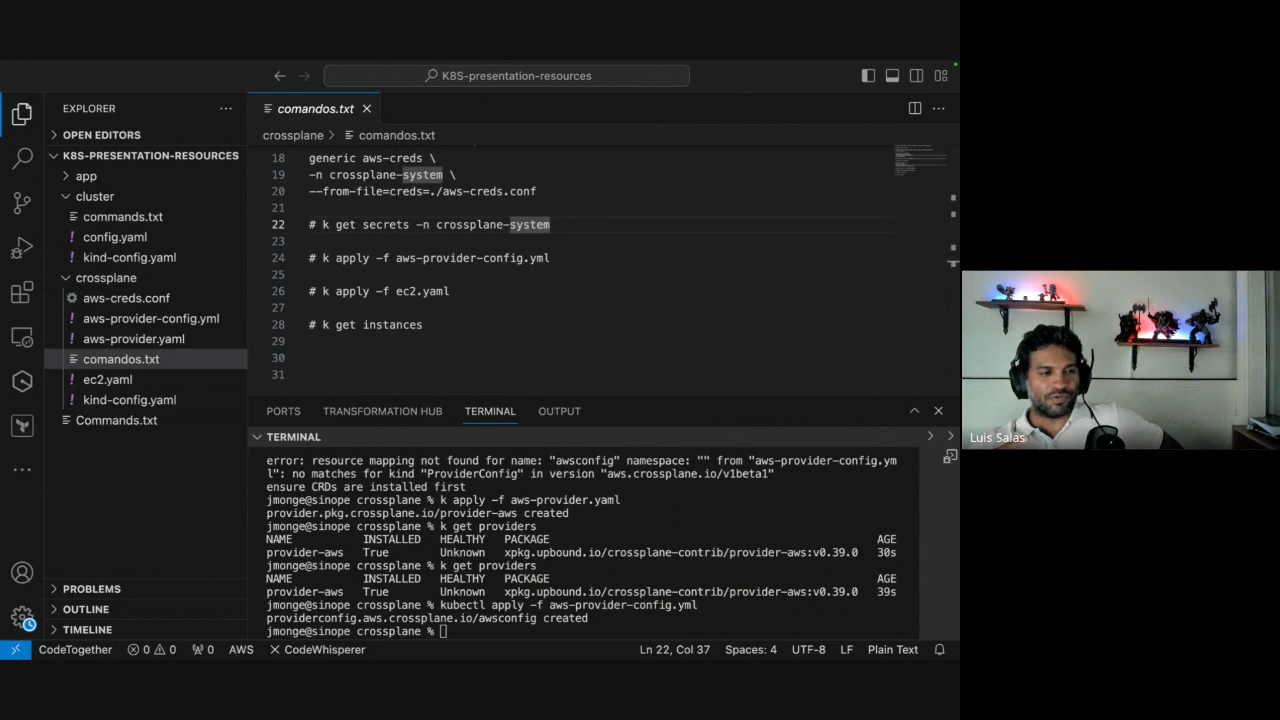 K8S-presentation-resources
EXPLORER
comandos.txt
OPEN EDITORS
crossplane > comandos.txt
K8S-PRESENTATION-RESOURCES
app
cluster
commands.txt
config.yaml
kind-config.yaml
crossplane
aws-creds.conf
aws-provider-config.yml
aws-provider.yaml
comandos.txt
ec2.yaml
kind-config.yaml
Commands.txt
PROBLEMS
OUTLINE
TIMELINE
18 generic aws-creds \
19 -n crossplane-system \
20 --from-file=creds=./aws-creds.conf
21
22 # k get secrets -n crossplane-system
23
24 # k apply -f aws-provider-config.yml
25
26 # k apply -f ec2.yaml
27
28 # k get instances
29
30
31
PORTS TRANSFORMATION HUB TERMINAL OUTPUT
TERMINAL
error: resource mapping not found for name: "awsconfig" namespace: "" from "aws-provider-config.ym
l": no matches for kind "ProviderConfig" in version "aws.crossplane.io/v1beta1"
ensure CRDs are installed first
jmonge@sinope crossplane % k apply -f aws-provider.yaml
provider.pkg.crossplane.io/provider-aws created
jmonge@sinope crossplane % k get providers
NAME INSTALLED HEALTHY PACKAGE AGE
provider-aws True Unknown xpkg.upbound.io/crossplane-contrib/provider-aws:v0.39.0 30s
jmonge@sinope crossplane % k get providers
NAME INSTALLED HEALTHY PACKAGE AGE
provider-aws True Unknown xpkg.upbound.io/crossplane-contrib/provider-aws:v0.39.0 39s
jmonge@sinope crossplane % kubectl apply -f aws-provider-config.yml
providerconfig.aws.crossplane.io/awsconfig created
jmonge@sinope crossplane %
CodeTogether 0 0 0 AWS CodeWhisperer Ln 22, Col 37 Spaces: 4 UTF-8 LF Plain Text
Luis Salas